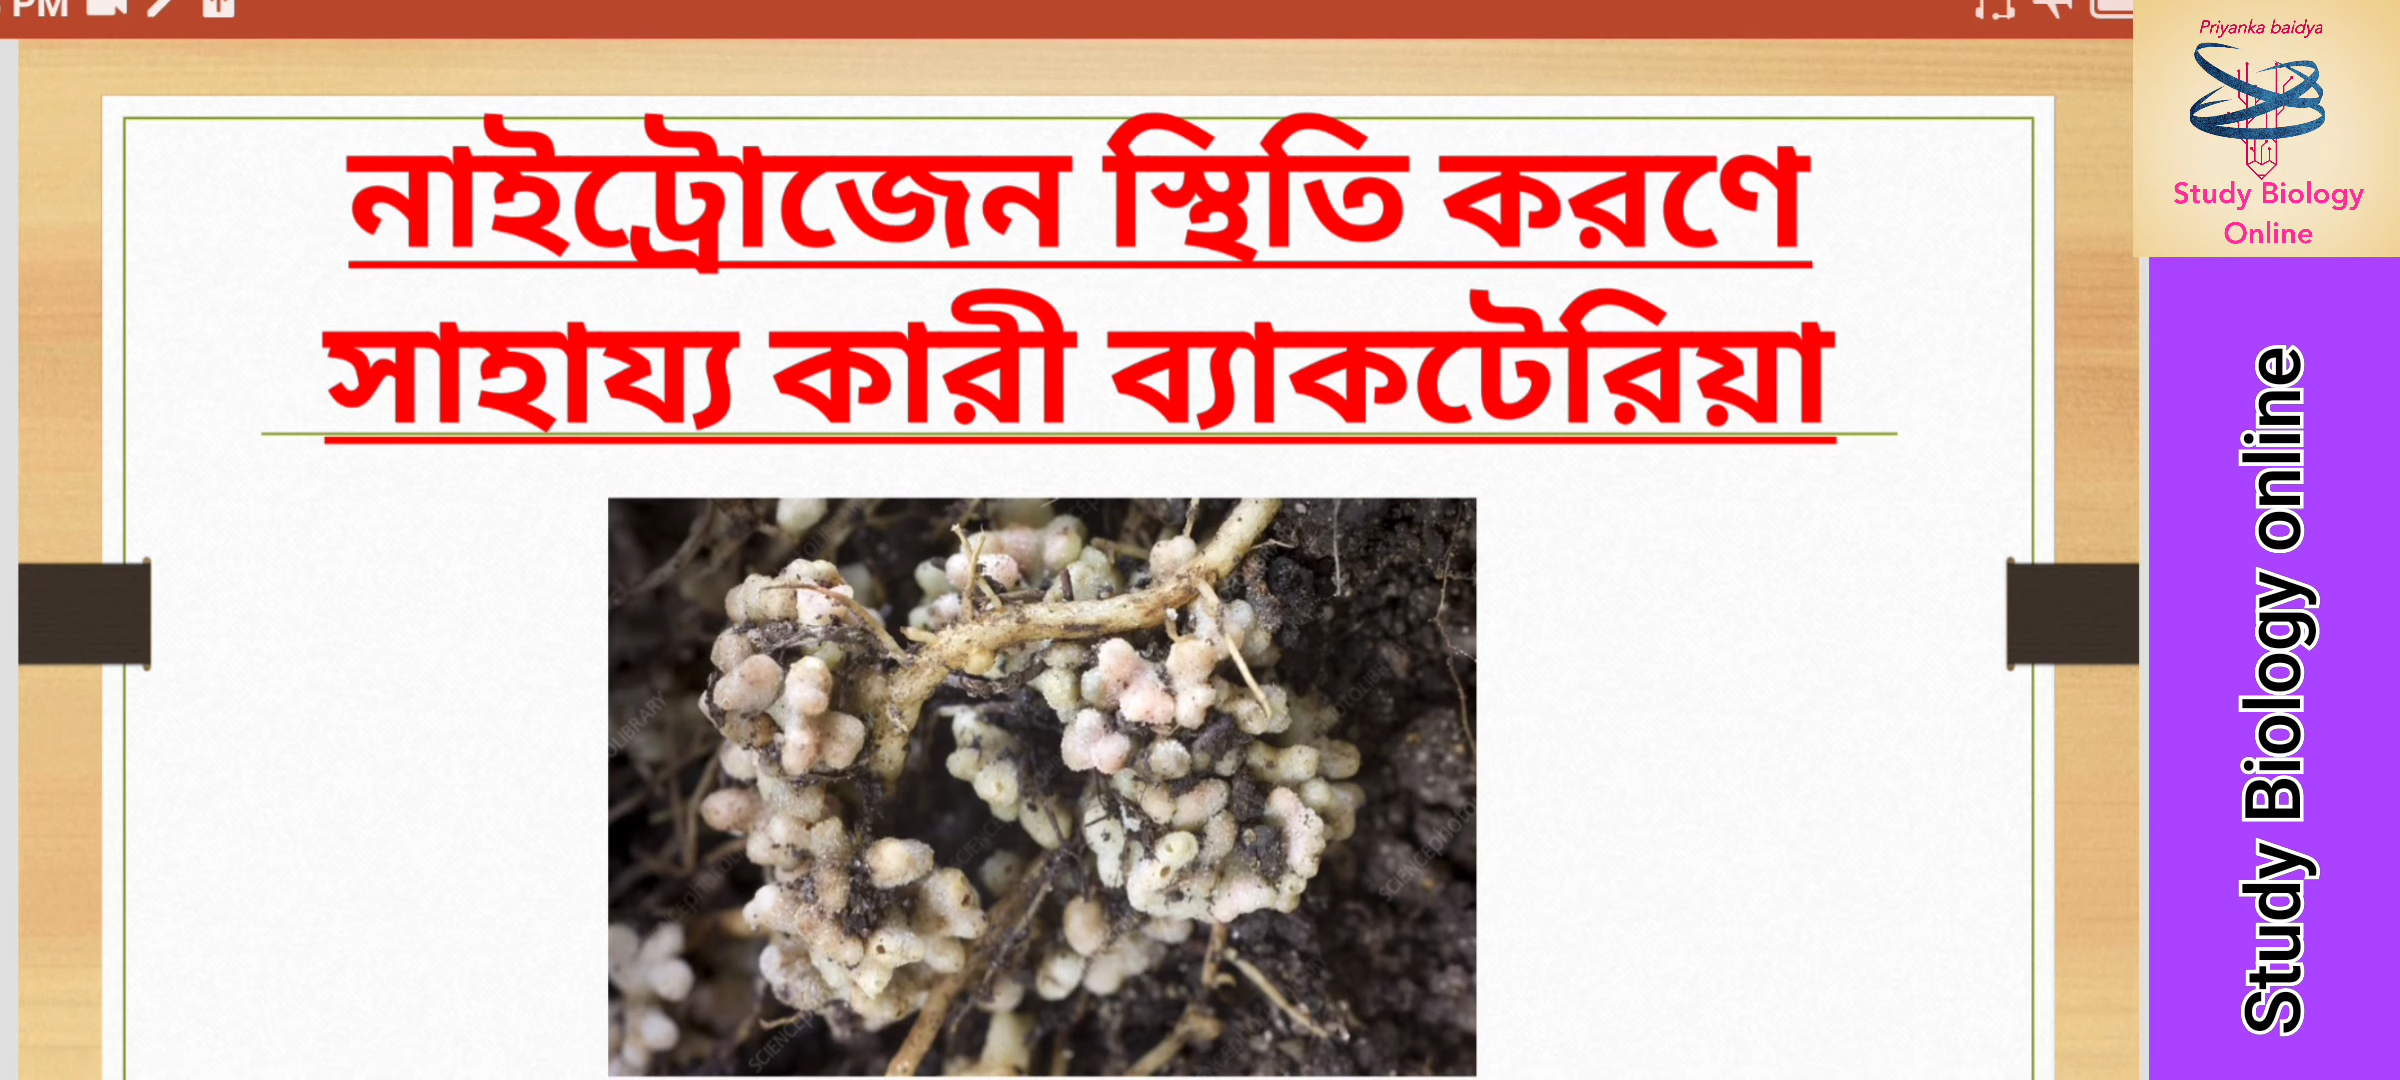 PM
Priyanka baidya
Study Biology
Online
নাইট্রোজেন স্থিতি করণে
সাহায্য কারী ব্যাকটেরিয়া
Study Biology online